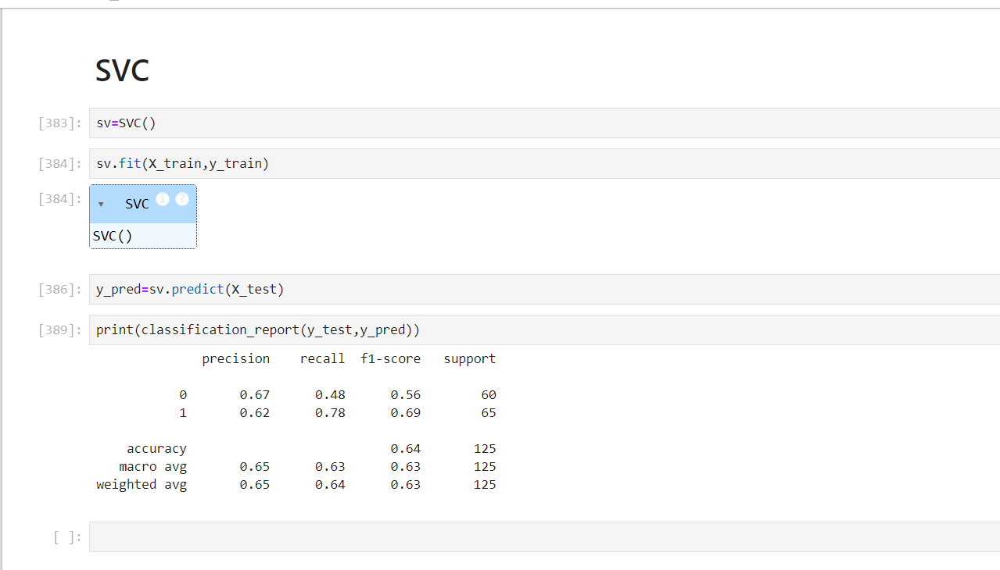 SVC
[383]: sv=SVC()
[384]: sv.fit(X_train,y_train)
[384]: ▾ SVC i ?
SVC()
[386]: y_pred=sv.predict(X_test)
[389]: print(classification_report(y_test,y_pred))
precision recall f1-score support
0 0.67 0.48 0.56 60
1 0.62 0.78 0.69 65
accuracy 0.64 125
macro avg 0.65 0.63 0.63 125
weighted avg 0.65 0.64 0.63 125
[ ]: